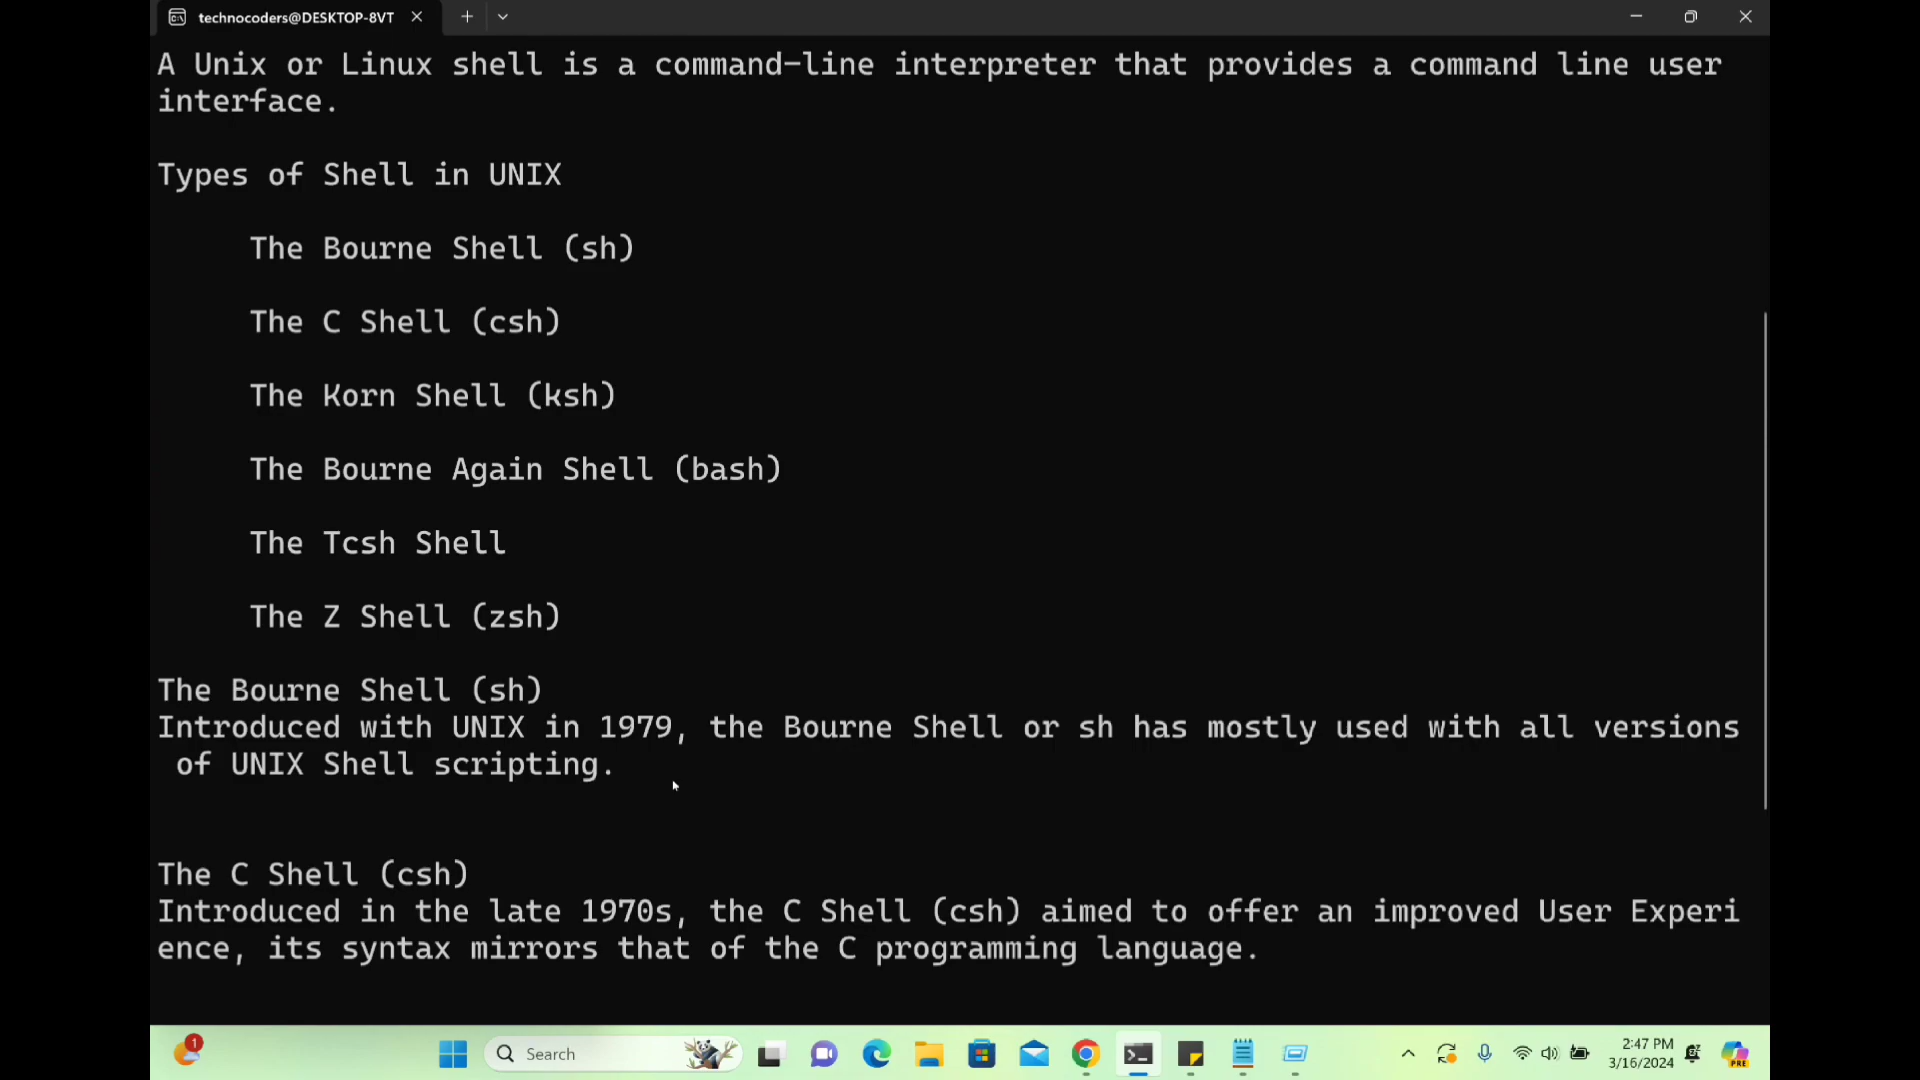 technocoders@DESKTOP-8VT
A Unix or Linux shell is a command-line interpreter that provides a command line user
interface.
Types of Shell in UNIX
The Bourne Shell (sh)
The C Shell (csh)
The Korn Shell (ksh)
The Bourne Again Shell (bash)
The Tcsh Shell
The Z Shell (zsh)
The Bourne Shell (sh)
Introduced with UNIX in 1979, the Bourne Shell or sh has mostly used with all versions
of UNIX Shell scripting.
The C Shell (csh)
Introduced in the late 1970s, the C Shell (csh) aimed to offer an improved User Experi
ence, its syntax mirrors that of the C programming language.
1
Search
2:47 PM
3/16/2024
PRE